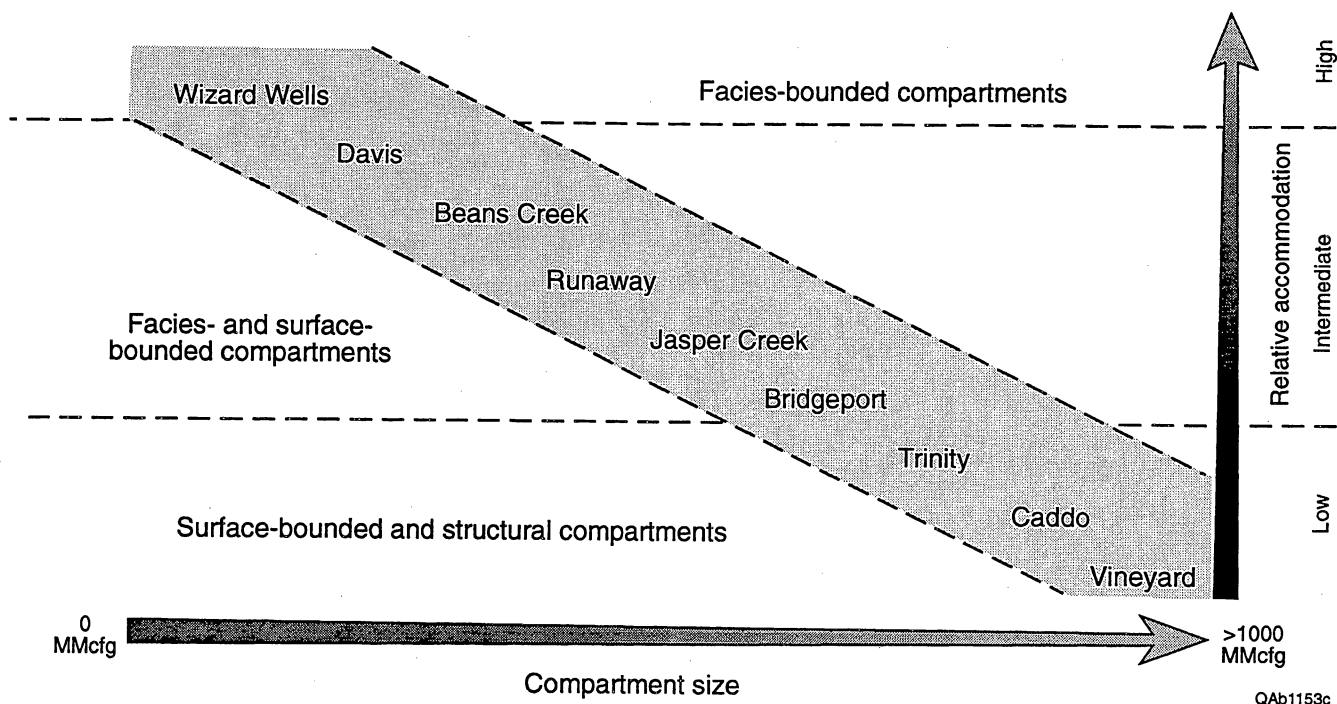 High
Wizard Wells
Facies-bounded compartments
Davis
Beans Creek
Relative accommodation
Intermediate
Runaway
Facies- and surface-
bounded compartments
Jasper Creek
Bridgeport
Trinity
Low
Surface-bounded and structural compartments
Caddo
Vineyard
0
MMcfg
>1000
MMcfg
Compartment size
QAb1153c